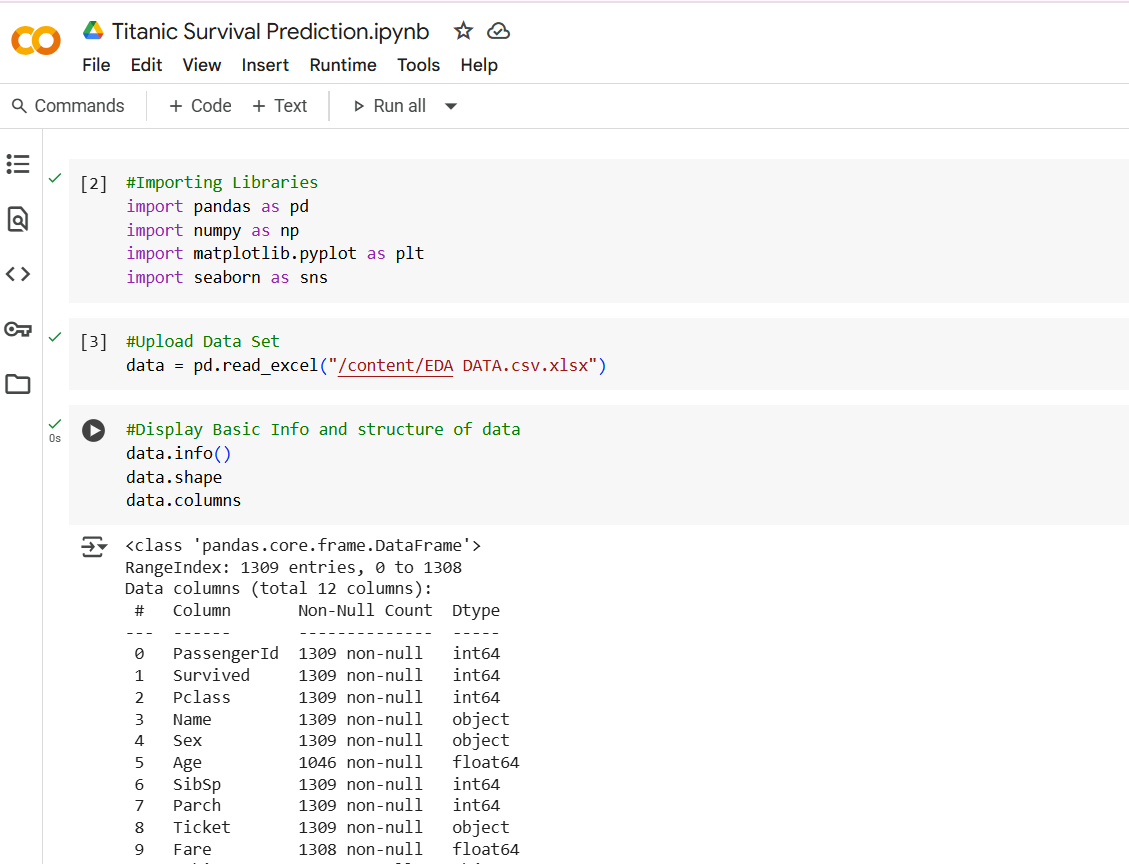 Titanic Survival Prediction.ipynb
File Edit View Insert Runtime Tools Help
Commands + Code + Text Run all
[2] #Importing Libraries
import pandas as pd
import numpy as np
import matplotlib.pyplot as plt
import seaborn as sns
[3] #Upload Data Set
data = pd.read_excel("/content/EDA DATA.csv.xlsx")
0s
#Display Basic Info and structure of data
data.info()
data.shape
data.columns
<class 'pandas.core.frame.DataFrame'>
RangeIndex: 1309 entries, 0 to 1308
Data columns (total 12 columns):
# Column Non-Null Count Dtype
--- ------ -------------- -----
0 PassengerId 1309 non-null int64
1 Survived 1309 non-null int64
2 Pclass 1309 non-null int64
3 Name 1309 non-null object
4 Sex 1309 non-null object
5 Age 1046 non-null float64
6 SibSp 1309 non-null int64
7 Parch 1309 non-null int64
8 Ticket 1309 non-null object
9 Fare 1308 non-null float64